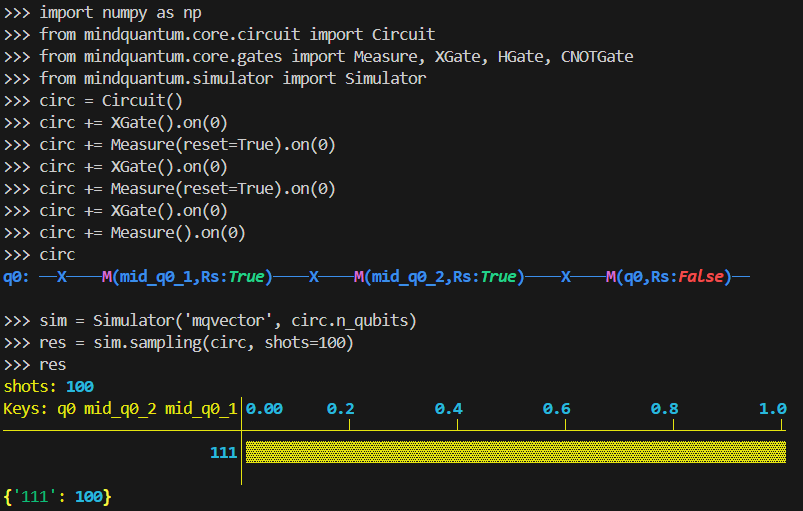 >>> import numpy as np
>>> from mindquantum.core.circuit import Circuit
>>> from mindquantum.core.gates import Measure, XGate, HGate, CNOTGate
>>> from mindquantum.simulator import Simulator
>>> circ = Circuit()
>>> circ += XGate().on(0)
>>> circ += Measure(reset=True).on(0)
>>> circ += XGate().on(0)
>>> circ += Measure(reset=True).on(0)
>>> circ += XGate().on(0)
>>> circ += Measure().on(0)
>>> circ
q0: ──X────M(mid_q0_1,Rs:True)────X────M(mid_q0_2,Rs:True)────X────M(q0,Rs:False)──
>>> sim = Simulator('mqvector', circ.n_qubits)
>>> res = sim.sampling(circ, shots=100)
>>> res
shots: 100
Keys: q0 mid_q0_2 mid_q0_1│0.00 0.2 0.4 0.6 0.8 1.0
111
{'111': 100}